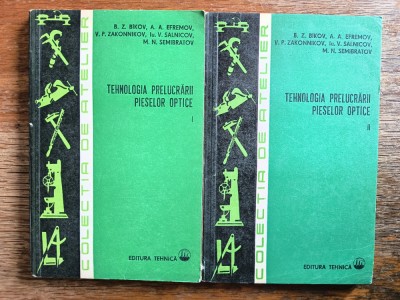 B. Z. BIKOV, A. A. EFREMOV,
V. P. ZAKONNIKOV, Iu. V. SALNICOV,
M. N. SEMIBRATOV
TEHNOLOGIA PRELUCRĂRII
PIESELOR OPTICE
I
COLECȚIA DE ATELIER
EDITURA TEHNICĂ
B. Z. BIKOV, A. A. EFREMOV,
V. P. ZAKONNIKOV, Iu. V. SALNICOV,
M. N. SEMIBRATOV
TEHNOLOGIA PRELUCRĂRII
PIESELOR OPTICE
II
COLECȚIA DE ATELIER
EDITURA TEHNICĂ